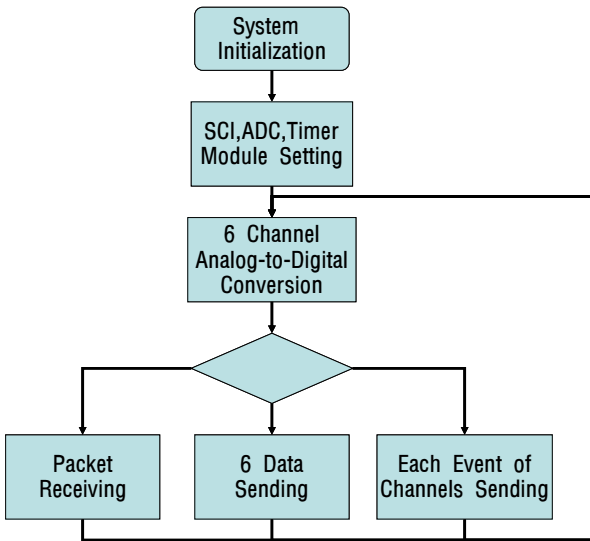 System
Initialization
SCI,ADC,Timer
Module Setting
6 Channel
Analog-to-Digital
Conversion
Packet
Receiving
6 Data
Sending
Each Event of
Channels Sending